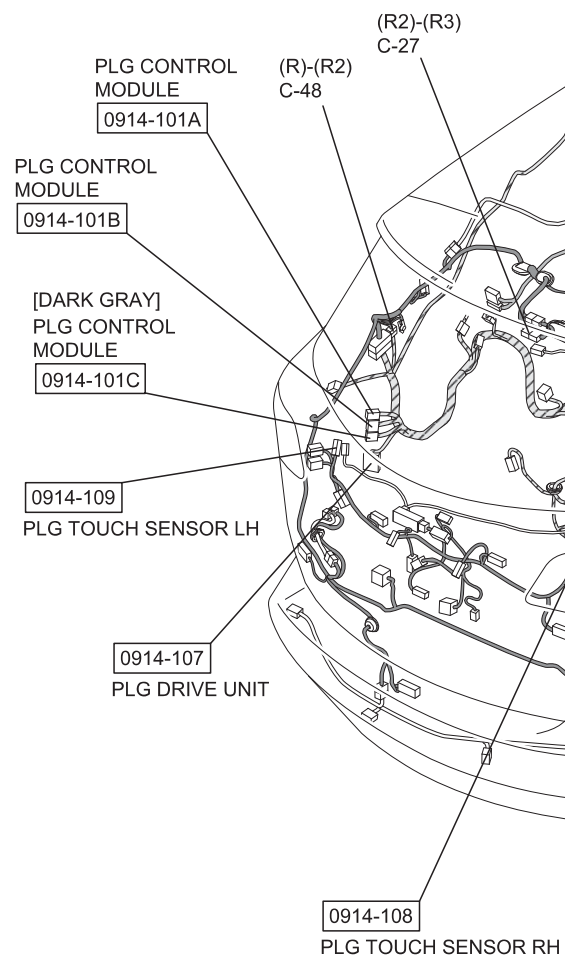 (R2)-(R3)
C-27
(R)-(R2)
C-48
PLG CONTROL
MODULE
0914-101A
PLG CONTROL
MODULE
0914-101B
[DARK GRAY]
PLG CONTROL
MODULE
0914-101C
0914-109
PLG TOUCH SENSOR LH
0914-107
PLG DRIVE UNIT
0914-108
PLG TOUCH SENSOR RH